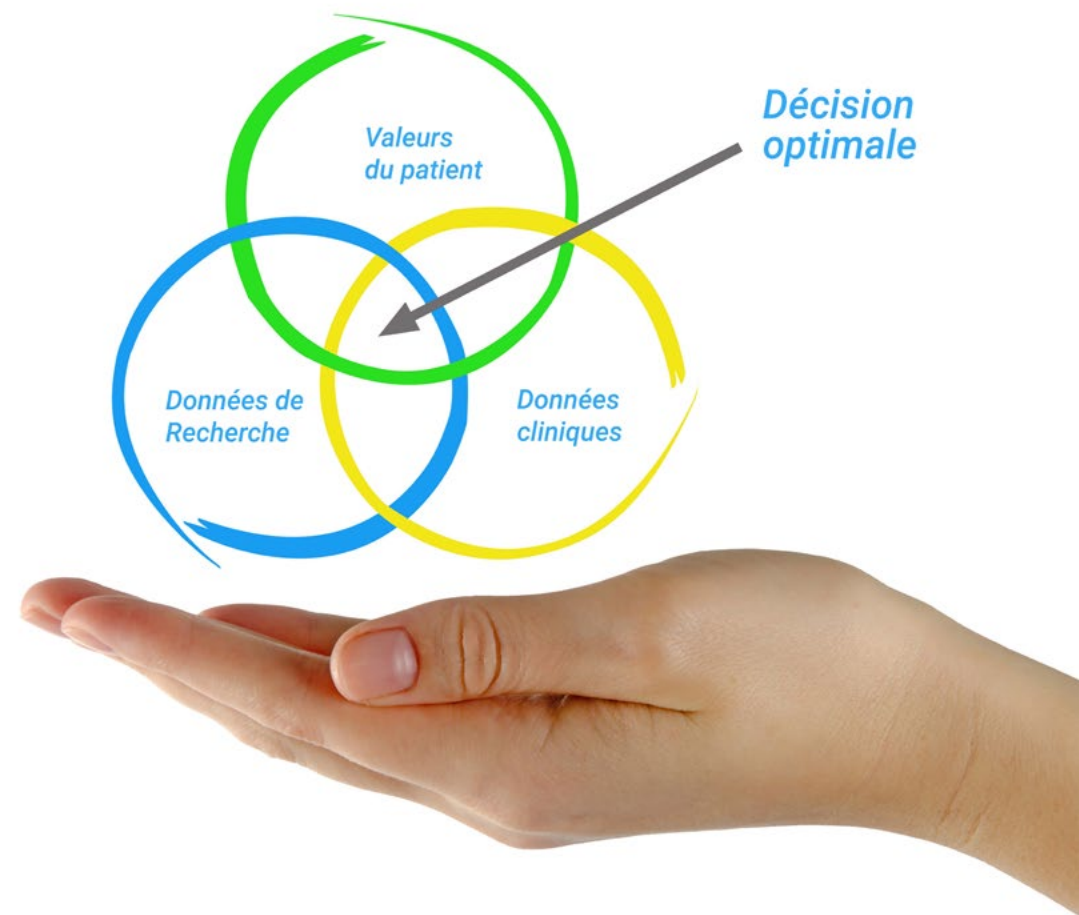 Valeurs
du patient
Décision
optimale
Données de
Recherche
Données
cliniques